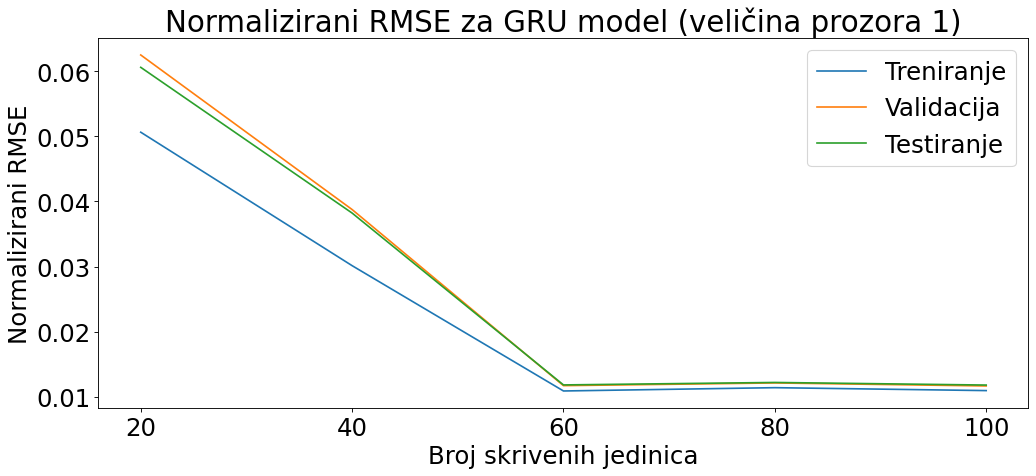 Normalizirani RMSE za GRU model (veličina prozora 1)
Treniranje
Validacija
Testiranje
Normalizirani RMSE
0.06
0.05
0.04
0.03
0.02
0.01
20 40 60 80 100
Broj skrivenih jedinica